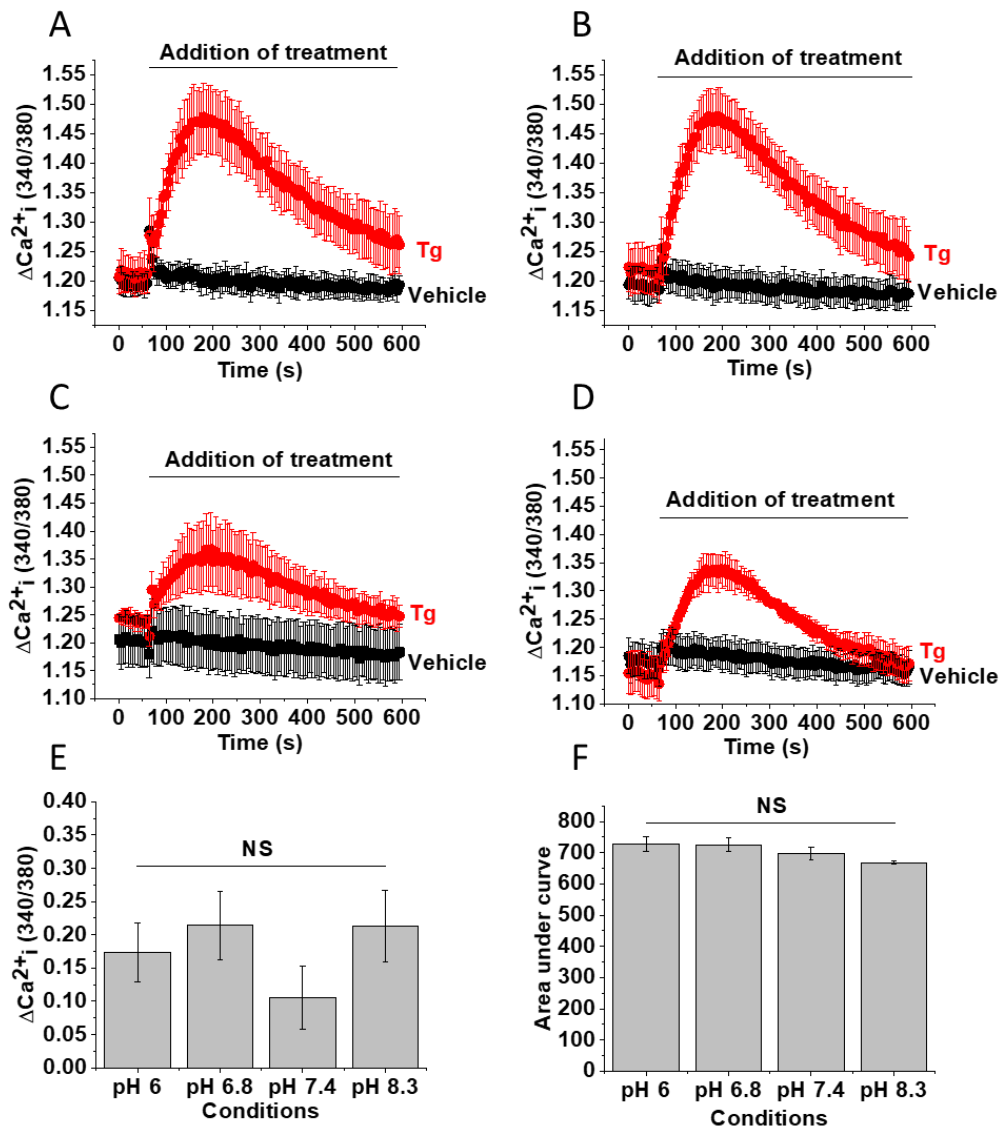 A
Addition of treatment
ΔCa²⁺i (340/380)
1.55
1.50
1.45
1.40
1.35
1.30
1.25
1.20
1.15
Tg
Vehicle
0 100 200 300 400 500 600
Time (s)
B
Addition of treatment
ΔCa²⁺i (340/380)
1.55
1.50
1.45
1.40
1.35
1.30
1.25
1.20
1.15
Tg
Vehicle
0 100 200 300 400 500 600
Time (s)
C
Addition of treatment
ΔCa²⁺i (340/380)
1.55
1.50
1.45
1.40
1.35
1.30
1.25
1.20
1.15
1.10
Tg
Vehicle
0 100 200 300 400 500 600
Time (s)
D
Addition of treatment
ΔCa²⁺i (340/380)
1.55
1.50
1.45
1.40
1.35
1.30
1.25
1.20
1.15
1.10
Tg
Vehicle
0 100 200 300 400 500 600
Time (s)
E
NS
ΔCa²⁺i (340/380)
0.40
0.35
0.30
0.25
0.20
0.15
0.10
0.05
0.00
pH 6 pH 6.8 pH 7.4 pH 8.3
Conditions
F
NS
Area under curve
800
700
600
500
400
300
200
100
0
pH 6 pH 6.8 pH 7.4 pH 8.3
Conditions